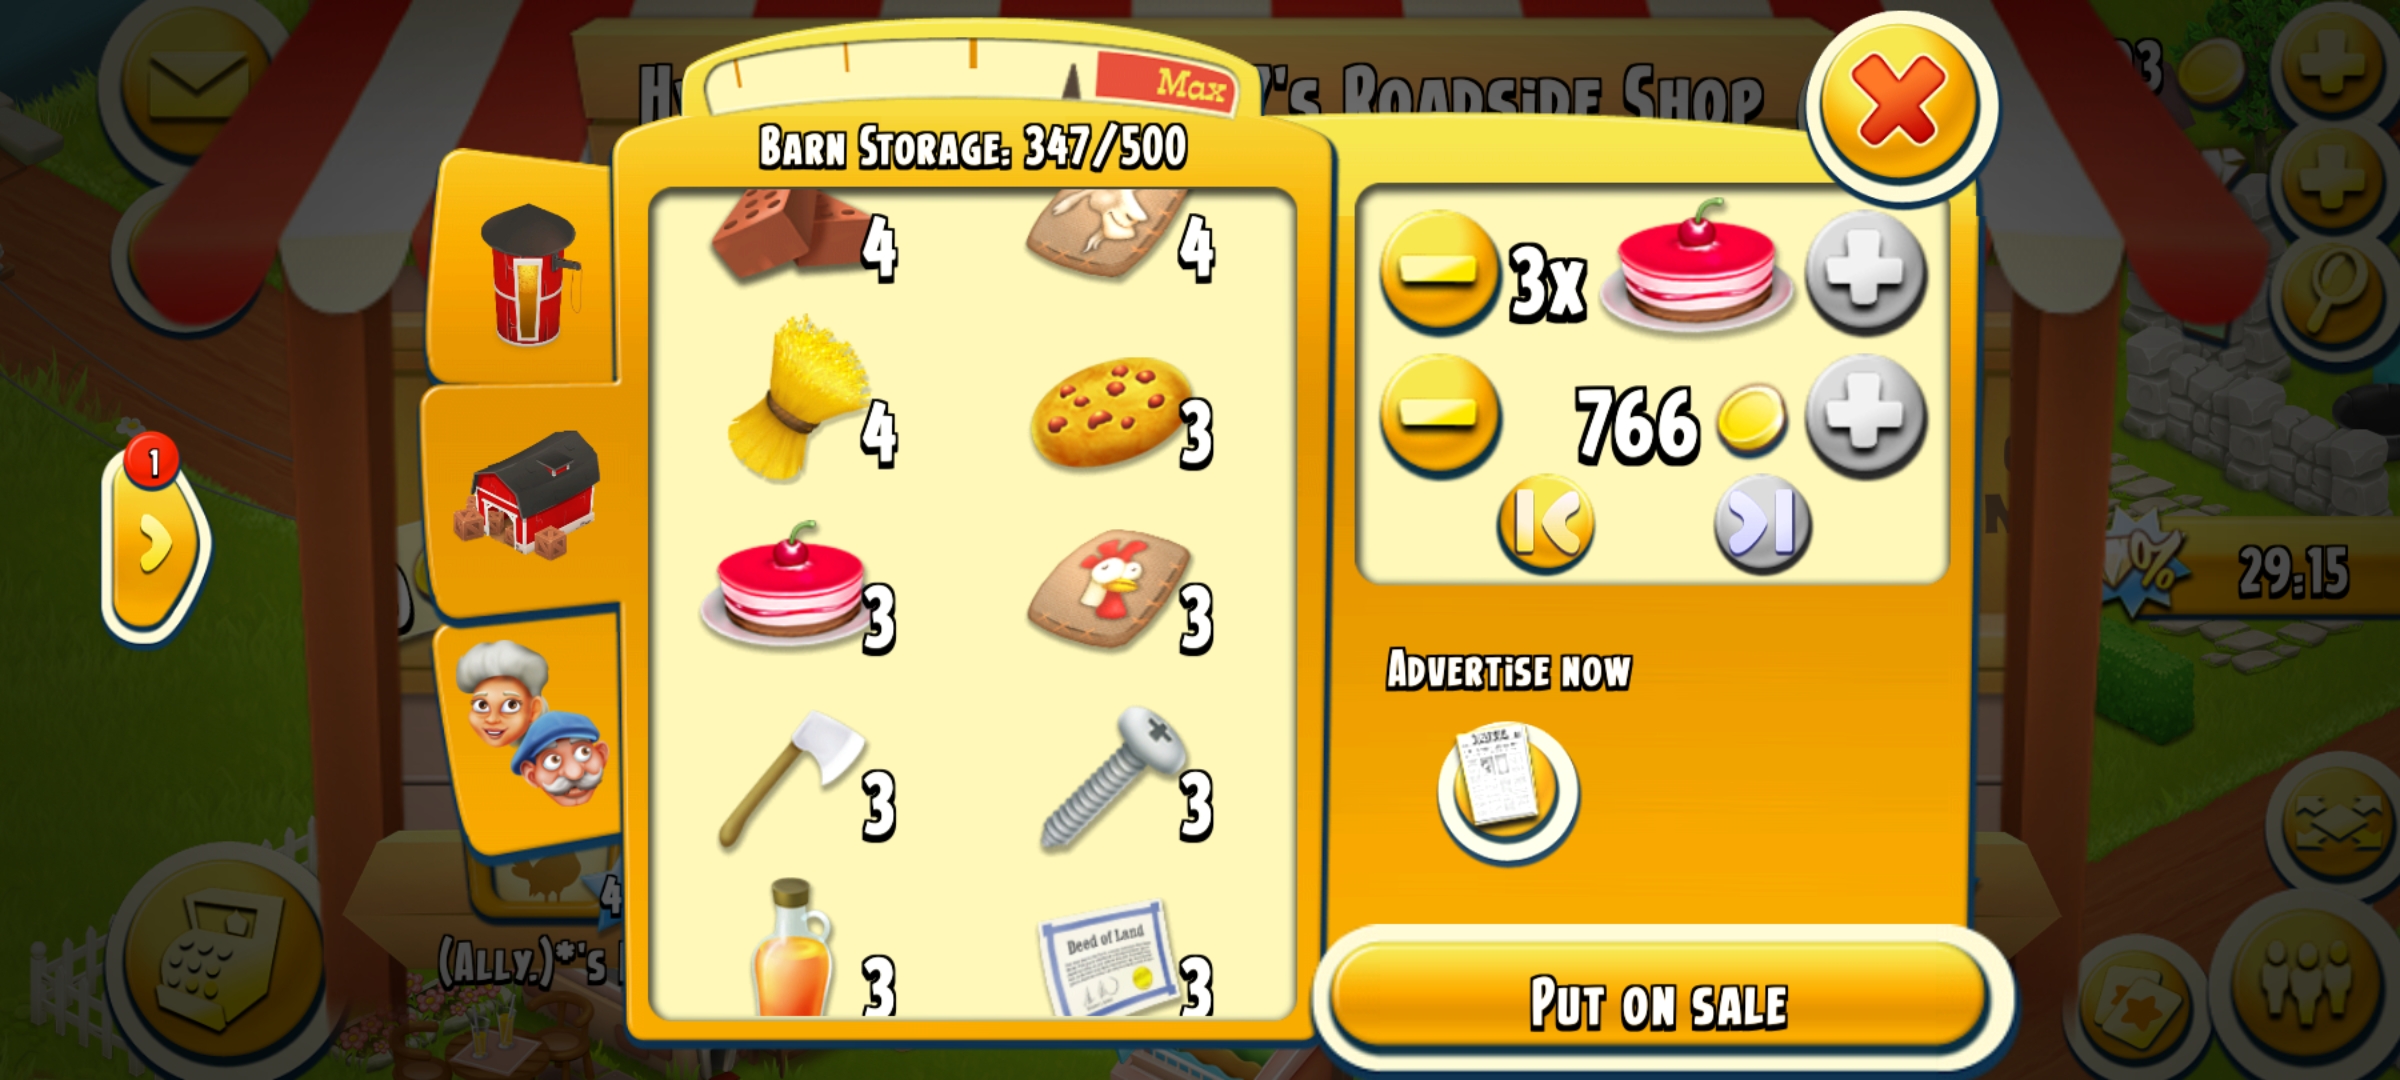 's Roadside Shop
Max
Barn Storage: 347/500
4
4
4
3
3
3
3
3
3
Deed of Land
3
3x
766
Advertise now
Put on sale
1
29:15
(Ally.)*'s